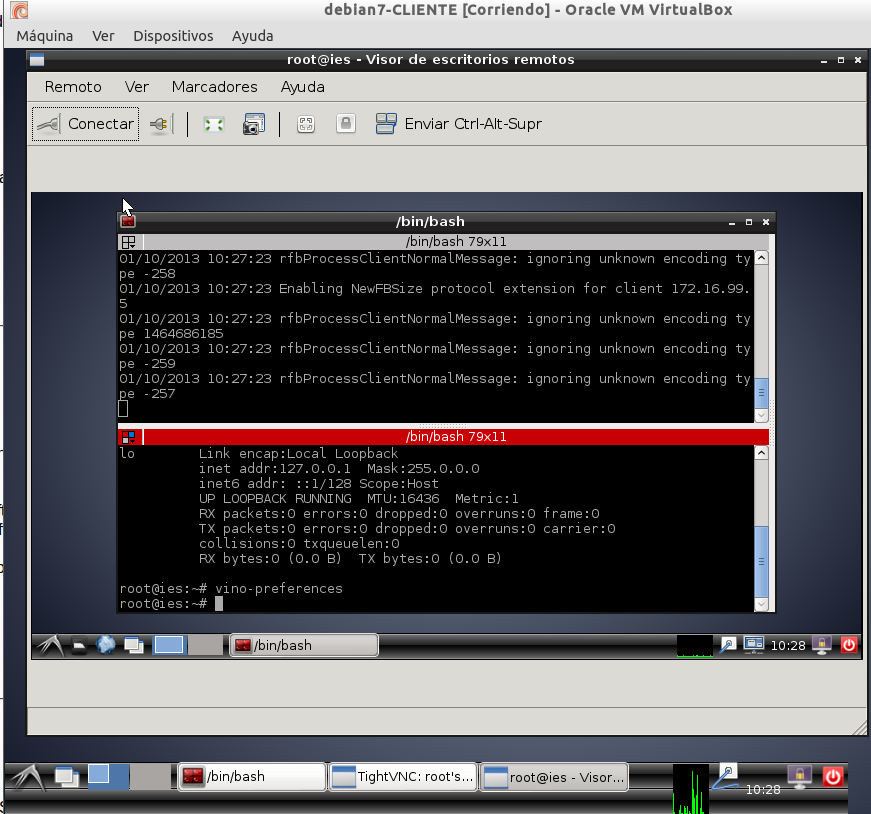 debian7-CLIENTE [Corriendo] - Oracle VM VirtualBox
Máquina Ver Dispositivos Ayuda
root@ies - Visor de escritorios remotos
Remoto Ver Marcadores Ayuda
Conectar Enviar Ctrl-Alt-Supr
/bin/bash
/bin/bash 79x11
01/10/2013 10:27:23 rfbProcessClientNormalMessage: ignoring unknown encoding ty
pe -258
01/10/2013 10:27:23 Enabling NewFBSize protocol extension for client 172.16.99.
5
01/10/2013 10:27:23 rfbProcessClientNormalMessage: ignoring unknown encoding ty
pe 1464686185
01/10/2013 10:27:23 rfbProcessClientNormalMessage: ignoring unknown encoding ty
pe -259
01/10/2013 10:27:23 rfbProcessClientNormalMessage: ignoring unknown encoding ty
pe -257
/bin/bash 79x11
lo Link encap:Local Loopback
inet addr:127.0.0.1 Mask:255.0.0.0
inet6 addr: ::1/128 Scope:Host
UP LOOPBACK RUNNING MTU:16436 Metric:1
RX packets:0 errors:0 dropped:0 overruns:0 frame:0
TX packets:0 errors:0 dropped:0 overruns:0 carrier:0
collisions:0 txqueuelen:0
RX bytes:0 (0.0 B) TX bytes:0 (0.0 B)
root@ies:~# vino-preferences
root@ies:~#
/bin/bash 10:28
/bin/bash TightVNC: root's... root@ies - Visor... 10:28